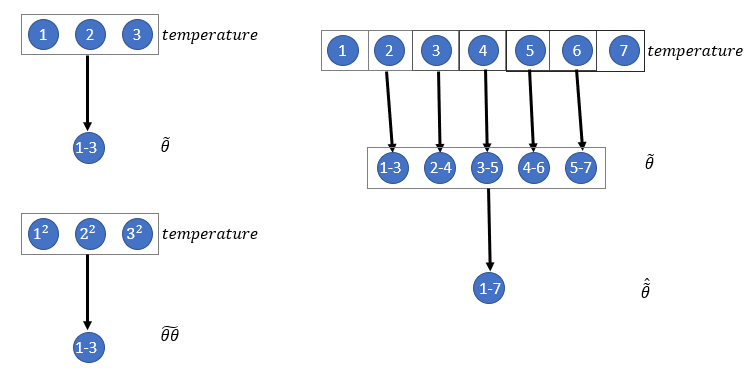 1 2 3 temperature
1-3 θ̃
1² 2² 3² temperature
1-3 θ͠θ͠
1 2 3 4 5 6 7 temperature
1-3 2-4 3-5 4-6 5-7 θ̃
1-7 θ̃̂